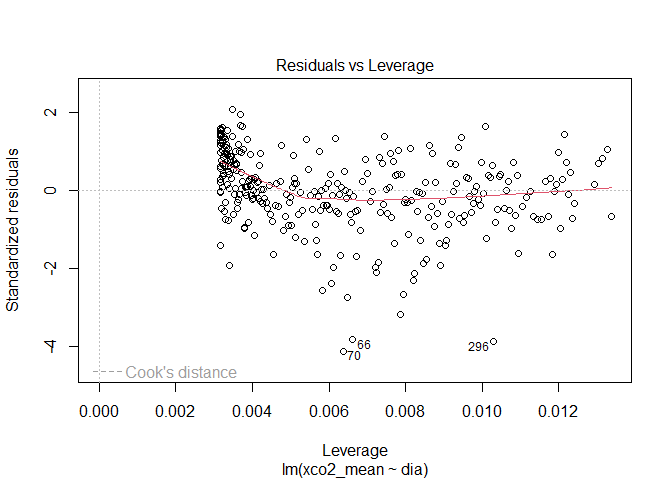 Residuals vs Leverage
Standardized residuals
2
0
-2
-4
66
70
296
Cook's distance
0.000 0.002 0.004 0.006 0.008 0.010 0.012
Leverage
lm(xco2_mean ~ dia)